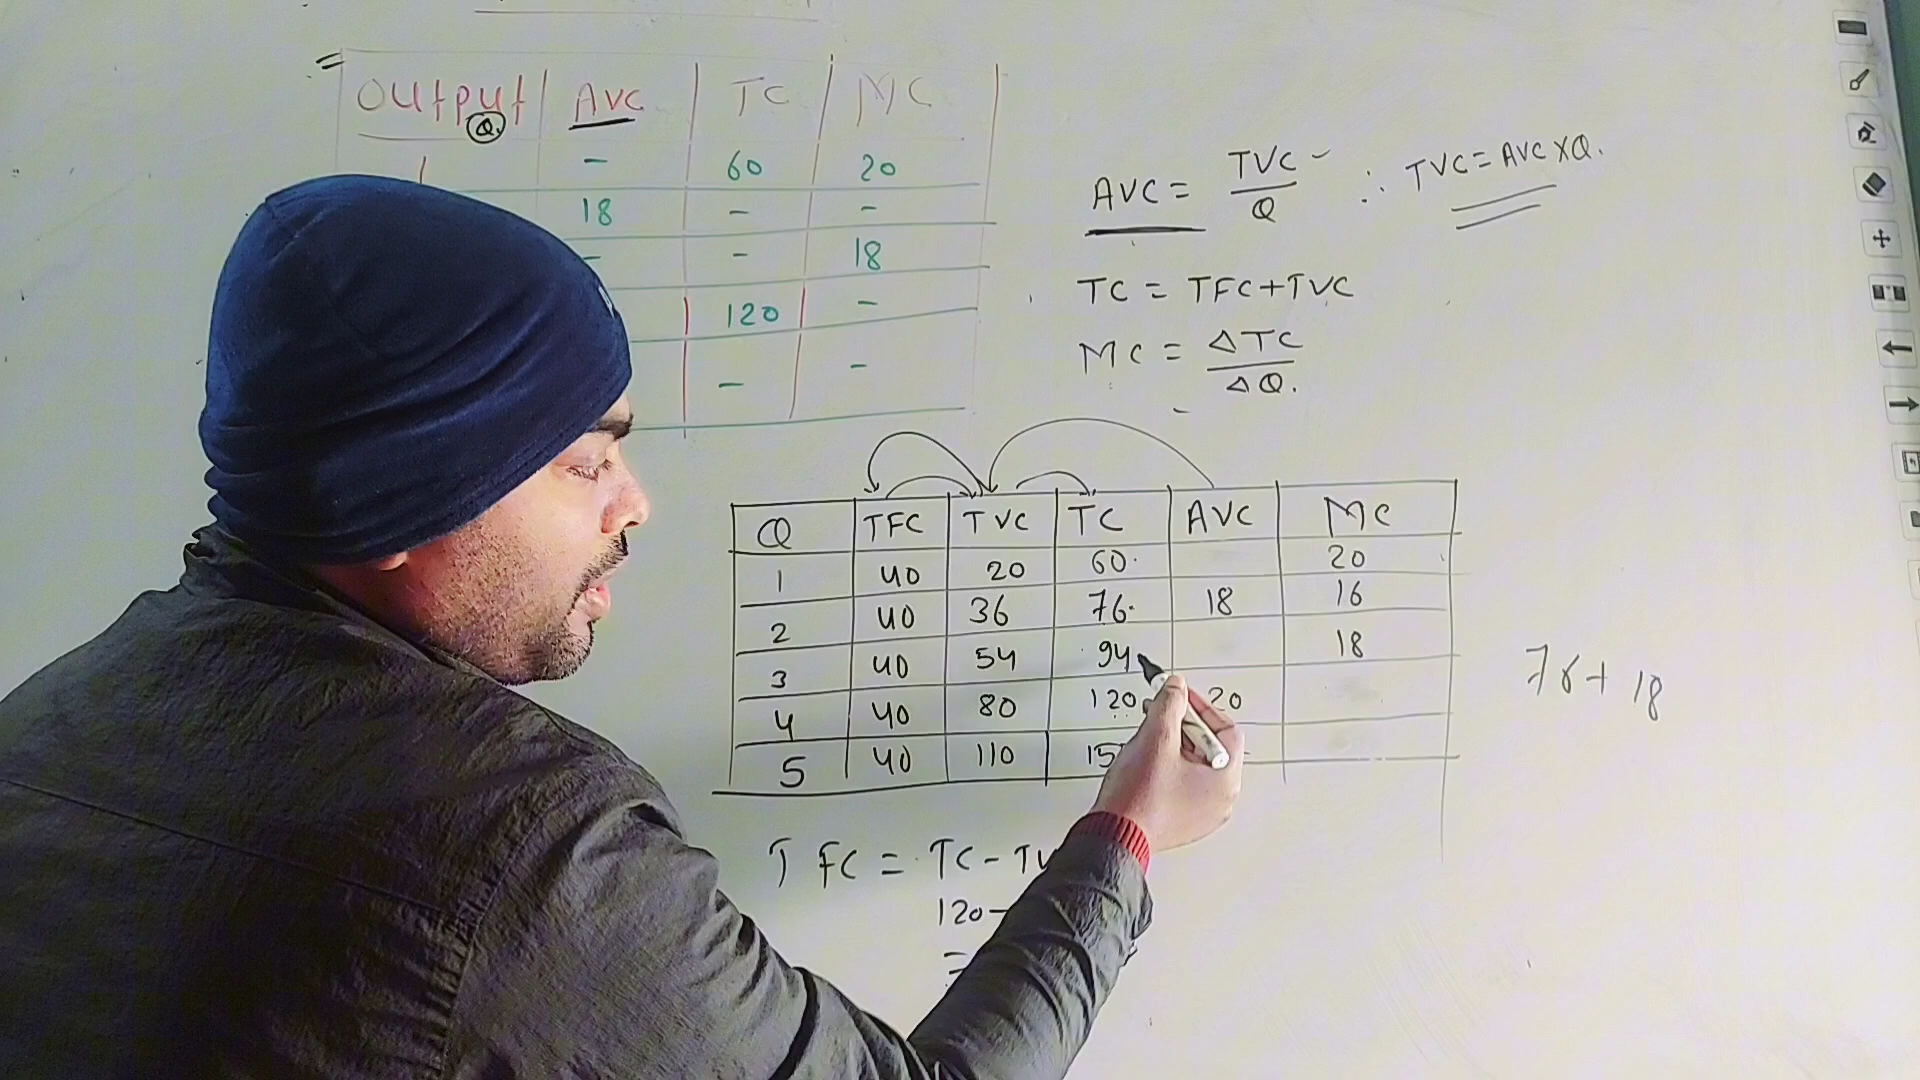 Output | AVC | TC | MC
Q.
1 | - | 60 | 20
18 | - | -
- | - | 18
120 | -
- | -
AVC = TVC / Q ∴ TVC = AVC X Q.
TC = TFC + TVC
MC = ΔTC / ΔQ.
Q | TFC | TVC | TC | AVC | MC
1 | 40 | 20 | 60 | | 20
2 | 40 | 36 | 76 | 18 | 16
3 | 40 | 54 | 94 | | 18
4 | 40 | 80 | 120 | 20
5 | 40 | 110 | 15
76 + 18
TFC = TC - TV
120 -
=